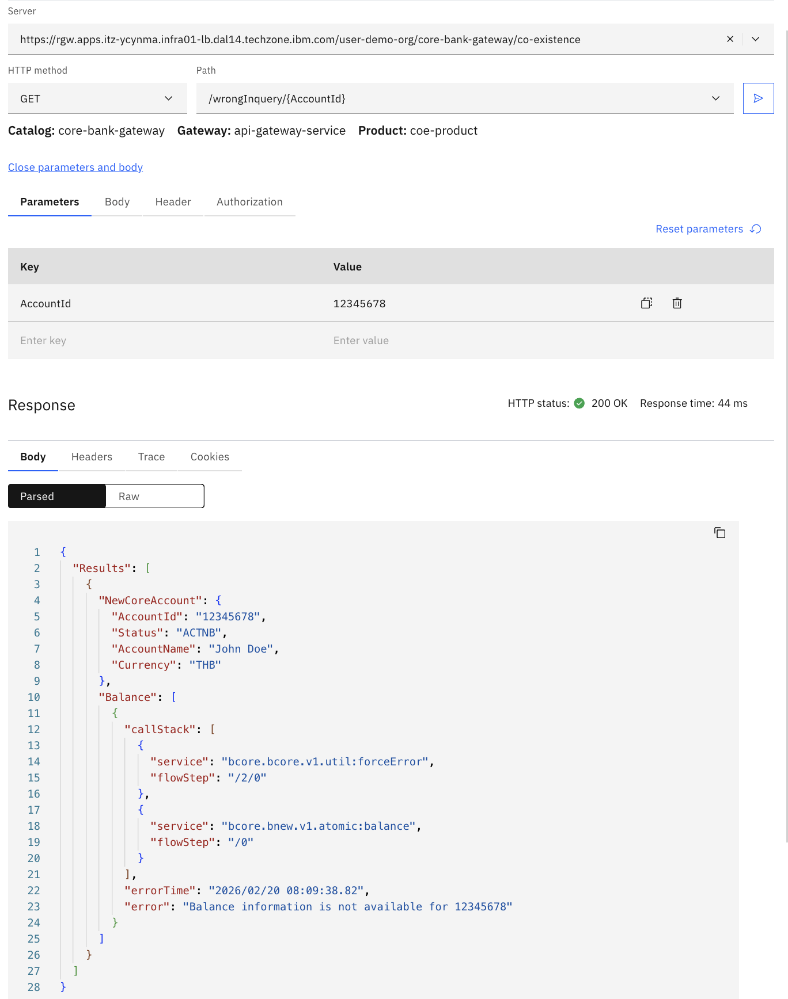 Server
https://rgw.apps.itz-ycynma.infra01-lb.dal14.techzone.ibm.com/user-demo-org/core-bank-gateway/co-existence
HTTP method Path
GET /wrongInquery/{AccountId}
Catalog: core-bank-gateway Gateway: api-gateway-service Product: coe-product
Close parameters and body
Parameters Body Header Authorization
Reset parameters
Key Value
AccountId 12345678
Enter key Enter value
Response HTTP status: 200 OK Response time: 44 ms
Body Headers Trace Cookies
Parsed Raw
1 {
2 "Results": [
3 {
4 "NewCoreAccount": {
5 "AccountId": "12345678",
6 "Status": "ACTNB",
7 "AccountName": "John Doe",
8 "Currency": "THB"
9 },
10 "Balance": [
11 {
12 "callStack": [
13 {
14 "service": "bcore.bcore.v1.util:forceError",
15 "flowStep": "/2/0"
16 },
17 {
18 "service": "bcore.bnew.v1.atomic:balance",
19 "flowStep": "/0"
20 }
21 ],
22 "errorTime": "2026/02/20 08:09:38.82",
23 "error": "Balance information is not available for 12345678"
24 }
25 ]
26 }
27 ]
28 }